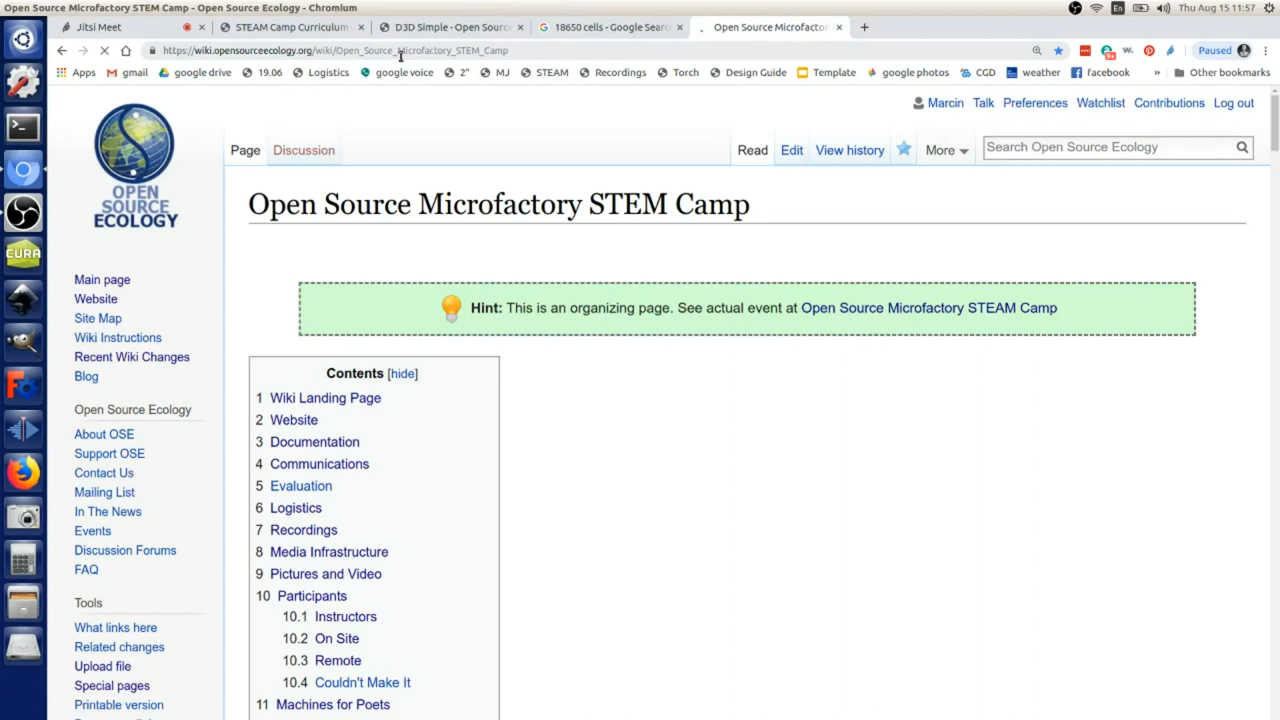 Open Source Microfactory STEM Camp - Open Source Ecology - Chromium
En
Thu Aug 15 11:57
Jitsi Meet
STEAM Camp Curriculum
D3D Simple - Open Source
18650 cells - Google Sear
Open Source Microfactor
https://wiki.opensourceecology.org/wiki/Open_Source_Microfactory_STEM_Camp
Paused
Apps
gmail
google drive
19.06
Logistics
google voice
2"
MJ
STEAM
Recordings
Torch
Design Guide
Template
google photos
CGD
weather
facebook
»
Other bookmarks
Marcin Talk Preferences Watchlist Contributions Log out
Page Discussion Read Edit View history More Search Open Source Ecology
OPEN
SOURCE
ECOLOGY
CURA
Open Source Microfactory STEM Camp
Hint: This is an organizing page. See actual event at Open Source Microfactory STEAM Camp
Main page
Website
Site Map
Wiki Instructions
Recent Wiki Changes
Blog
Open Source Ecology
About OSE
Support OSE
Contact Us
Mailing List
In The News
Events
Discussion Forums
FAQ
Tools
What links here
Related changes
Upload file
Special pages
Printable version
Contents [hide]
1 Wiki Landing Page
2 Website
3 Documentation
4 Communications
5 Evaluation
6 Logistics
7 Recordings
8 Media Infrastructure
9 Pictures and Video
10 Participants
10.1 Instructors
10.2 On Site
10.3 Remote
10.4 Couldn't Make It
11 Machines for Poets